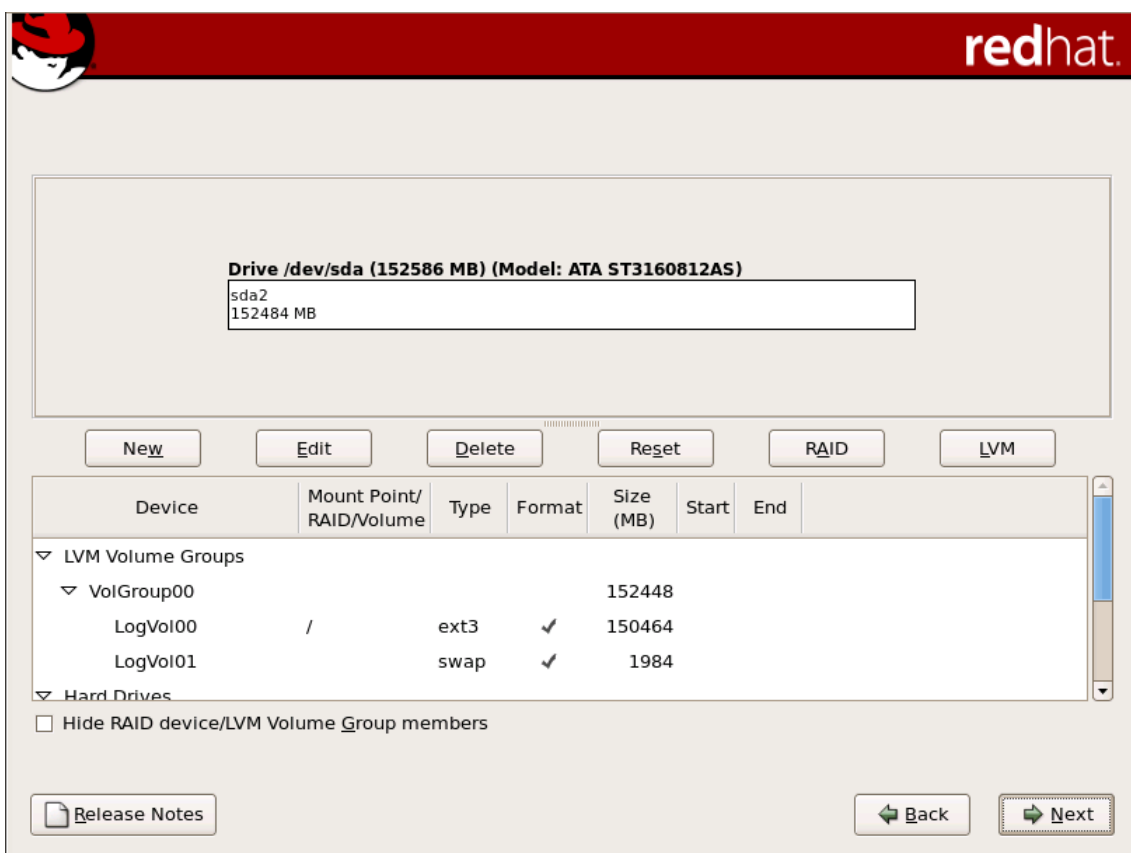 redhat.
Drive /dev/sda (152586 MB) (Model: ATA ST3160812AS)
sda2
152484 MB
New Edit Delete Reset RAID LVM
Device Mount Point/ RAID/Volume Type Format Size (MB) Start End
LVM Volume Groups
VolGroup00 152448
LogVol00 / ext3 150464
LogVol01 swap 1984
Hard Drives
Hide RAID device/LVM Volume Group members
Release Notes Back Next